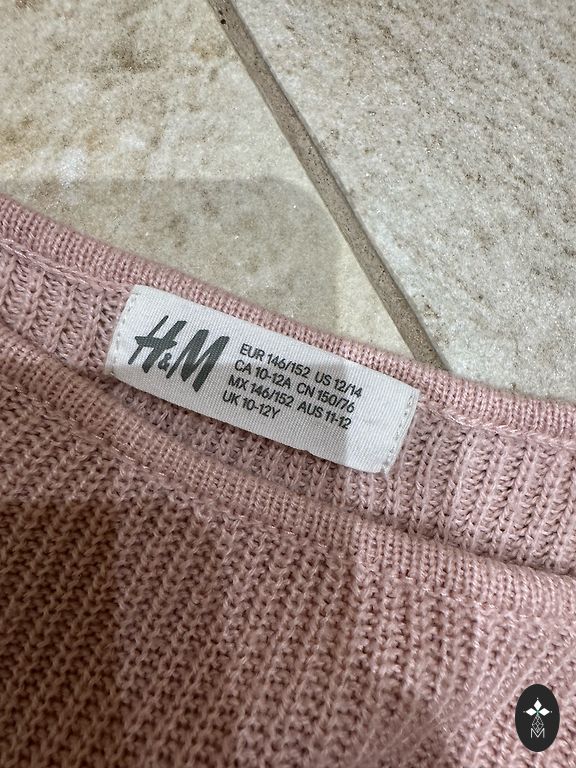 H&M
EUR 146/152 US 12/14
CA 10-12A CN 150/76
MX 146/152 AUS 11-12
UK 10-12Y
M